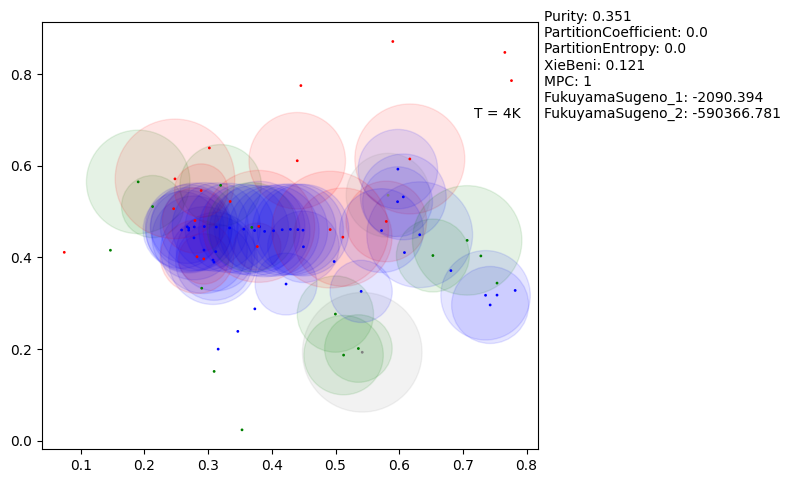 Purity: 0.351
PartitionCoefficient: 0.0
PartitionEntropy: 0.0
XieBeni: 0.121
MPC: 1
FukuyamaSugeno_1: -2090.394
FukuyamaSugeno_2: -590366.781
T = 4K
0.8
0.6
0.4
0.2
0.0
0.1 0.2 0.3 0.4 0.5 0.6 0.7 0.8